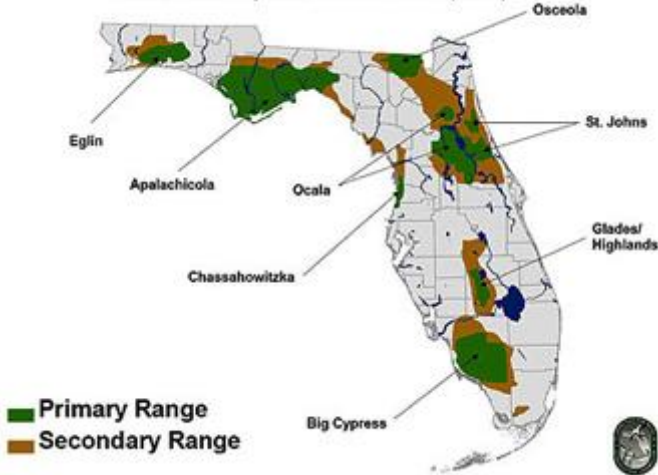 Osceola
Eglin
St. Johns
Apalachicola
Ocala
Glades/
Highlands
Chassahowitzka
Big Cypress
Primary Range
Secondary Range